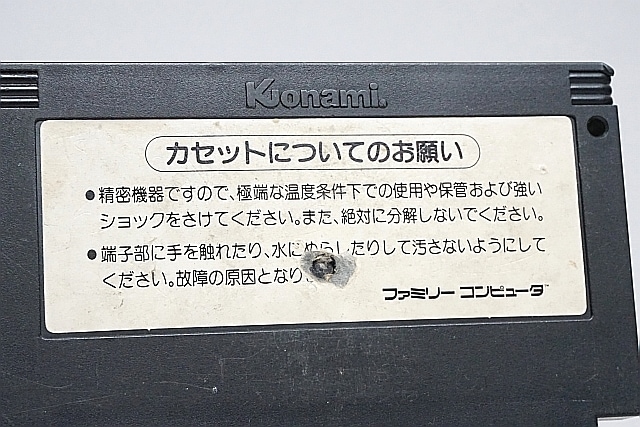 Konami
カセットについてのお願い
●精密機器ですので、極端な温度条件下での使用や保管および強い
ショックをさけてください。また、絶対に分解しないでください。
●端子部に手を触れたり、水にぬらしたりして汚さないようにして
ください。故障の原因となり
ファミリー コンピュータ™